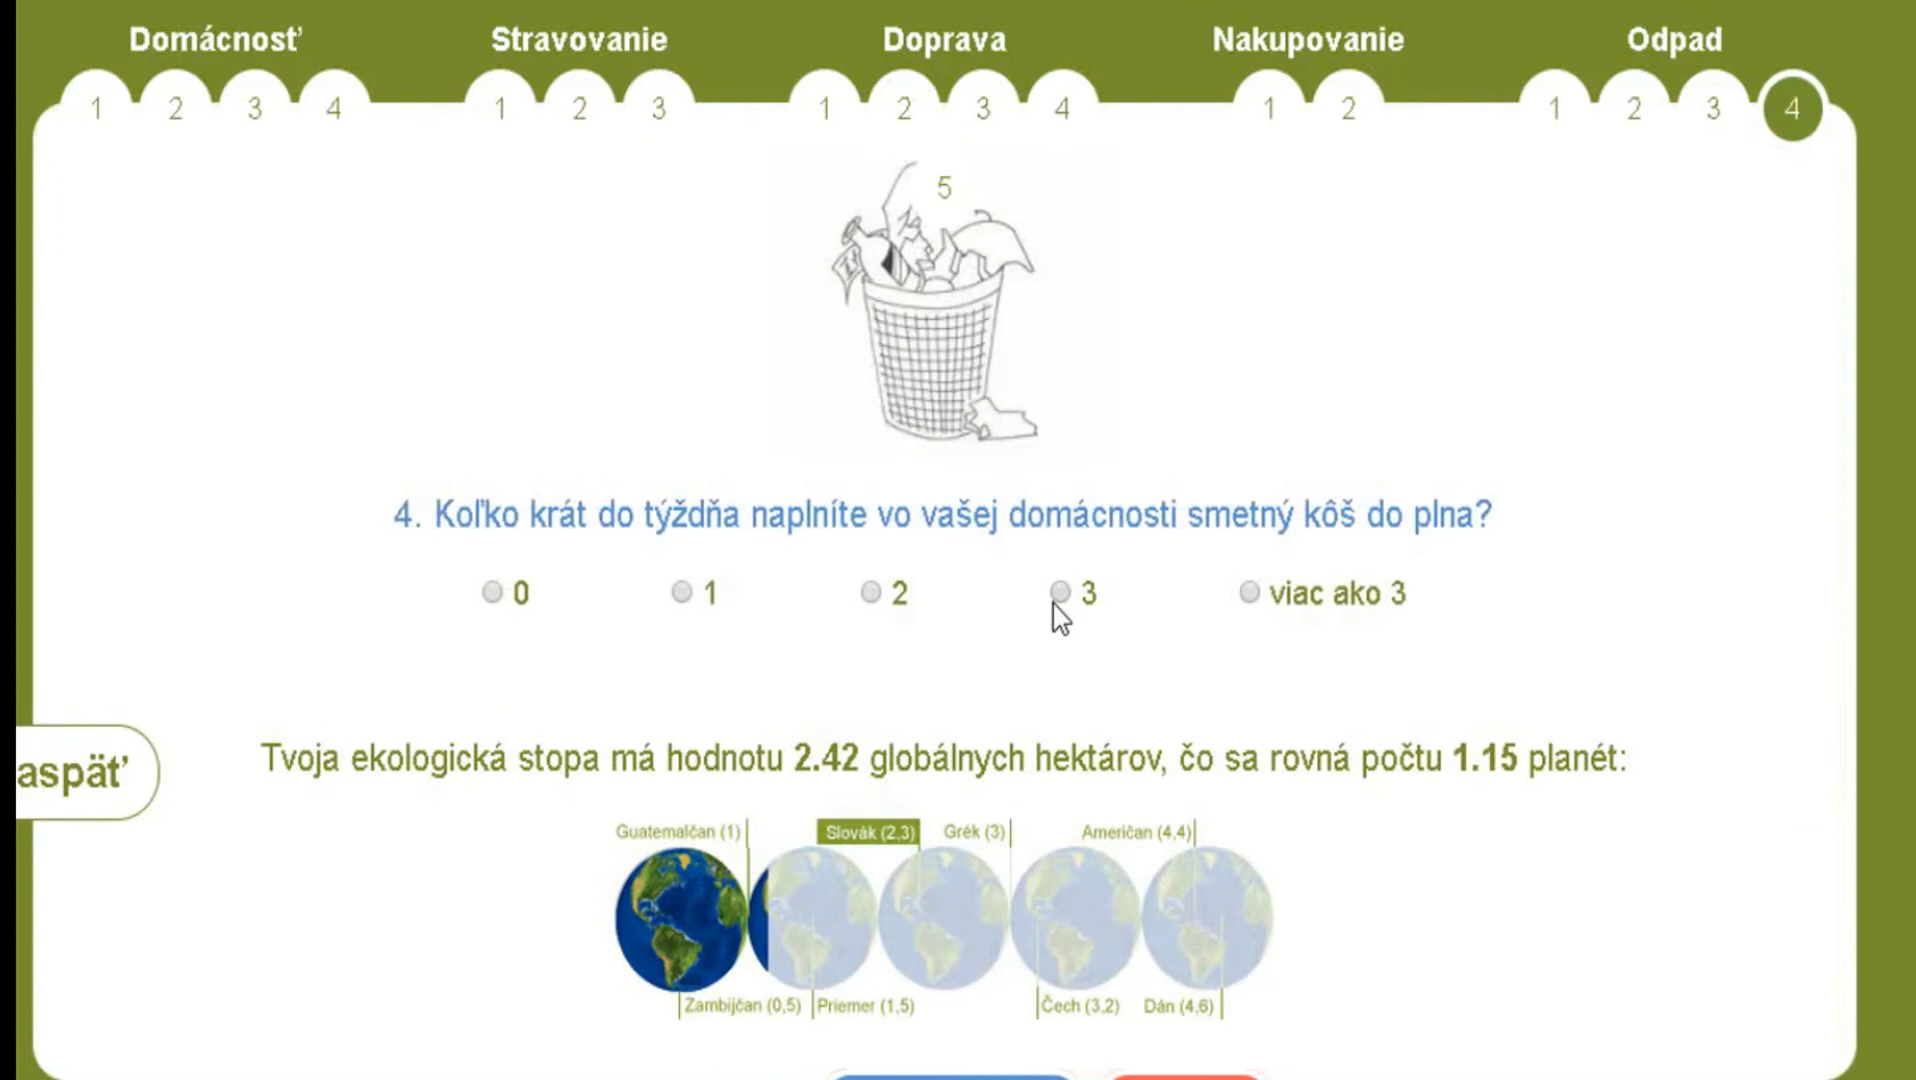 Domácnosť Stravovanie Doprava Nakupovanie Odpad
1 2 3 4 1 2 3 1 2 3 4 1 2 1 2 3 4
5
4. Koľko krát do týždňa naplníte vo vašej domácnosti smetný kôš do plna?
0 1 2 3 viac ako 3
aspäť
Tvoja ekologická stopa má hodnotu 2.42 globálnych hektárov, čo sa rovná počtu 1.15 planét:
Guatemalčan (1) Slovák (2,3) Grék (3) Američan (4,4)
Zambijčan (0,5) Priemer (1,5) Čech (3,2) Dán (4,6)